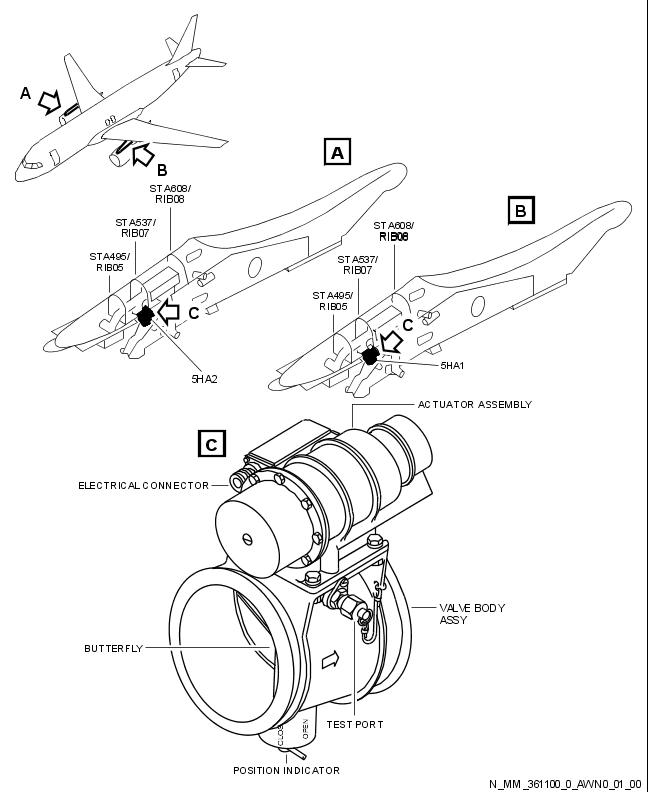 A
B
A
STA608/
RIB08
STA537/
RIB07
STA495/
RIB05
C
5HA2
B
STA608/
RIB08
STA537/
RIB07
STA495/
RIB05
C
5HA1
ACTUATOR ASSEMBLY
C
ELECTRICAL CONNECTOR
VALVE BODY
ASSY
BUTTERFLY
TEST PORT
OPEN
POSITION INDICATOR
N_MM_361100_0_AWN0_01_00